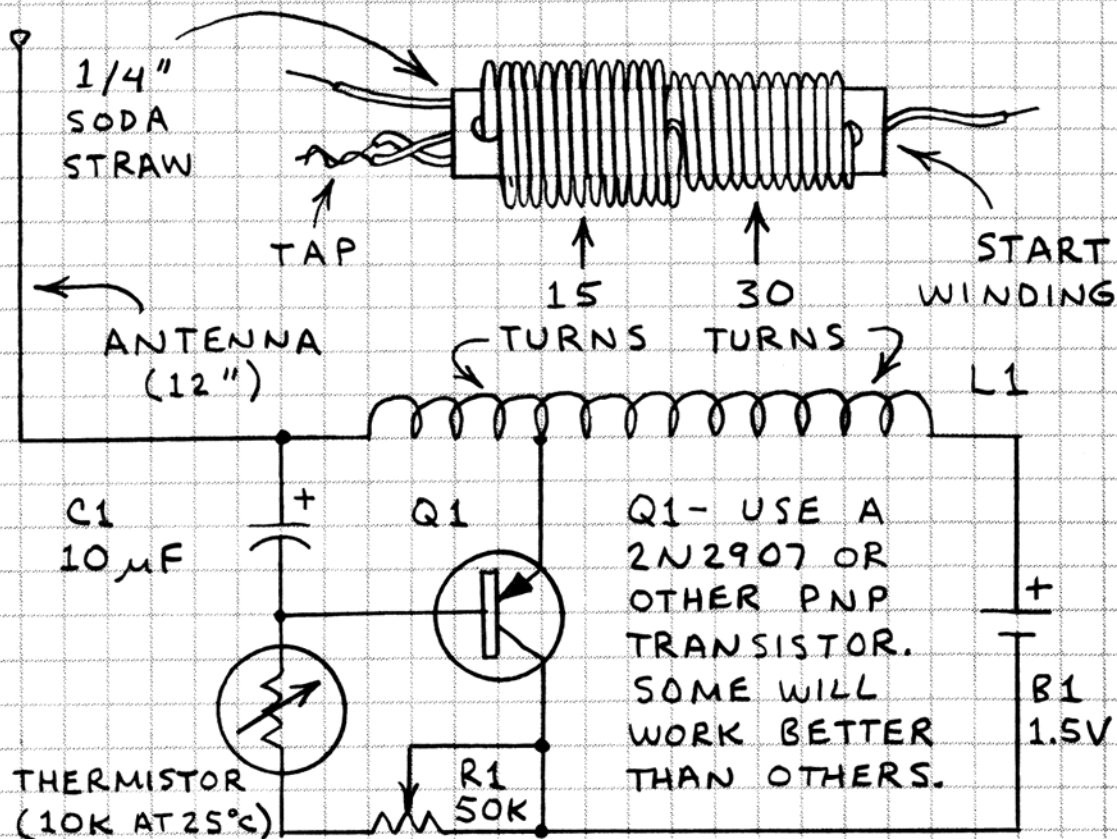 1/4"
SODA
STRAW
TAP
15
TURNS
30
TURNS
START
WINDING
ANTENNA
(12")
L1
C1
10 μF
+
Q1
Q1- USE A
2N2907 OR
OTHER PNP
TRANSISTOR.
SOME WILL
WORK BETTER
THAN OTHERS.
+
B1
1.5V
THERMISTOR
(10K AT 25°C)
R1
50K